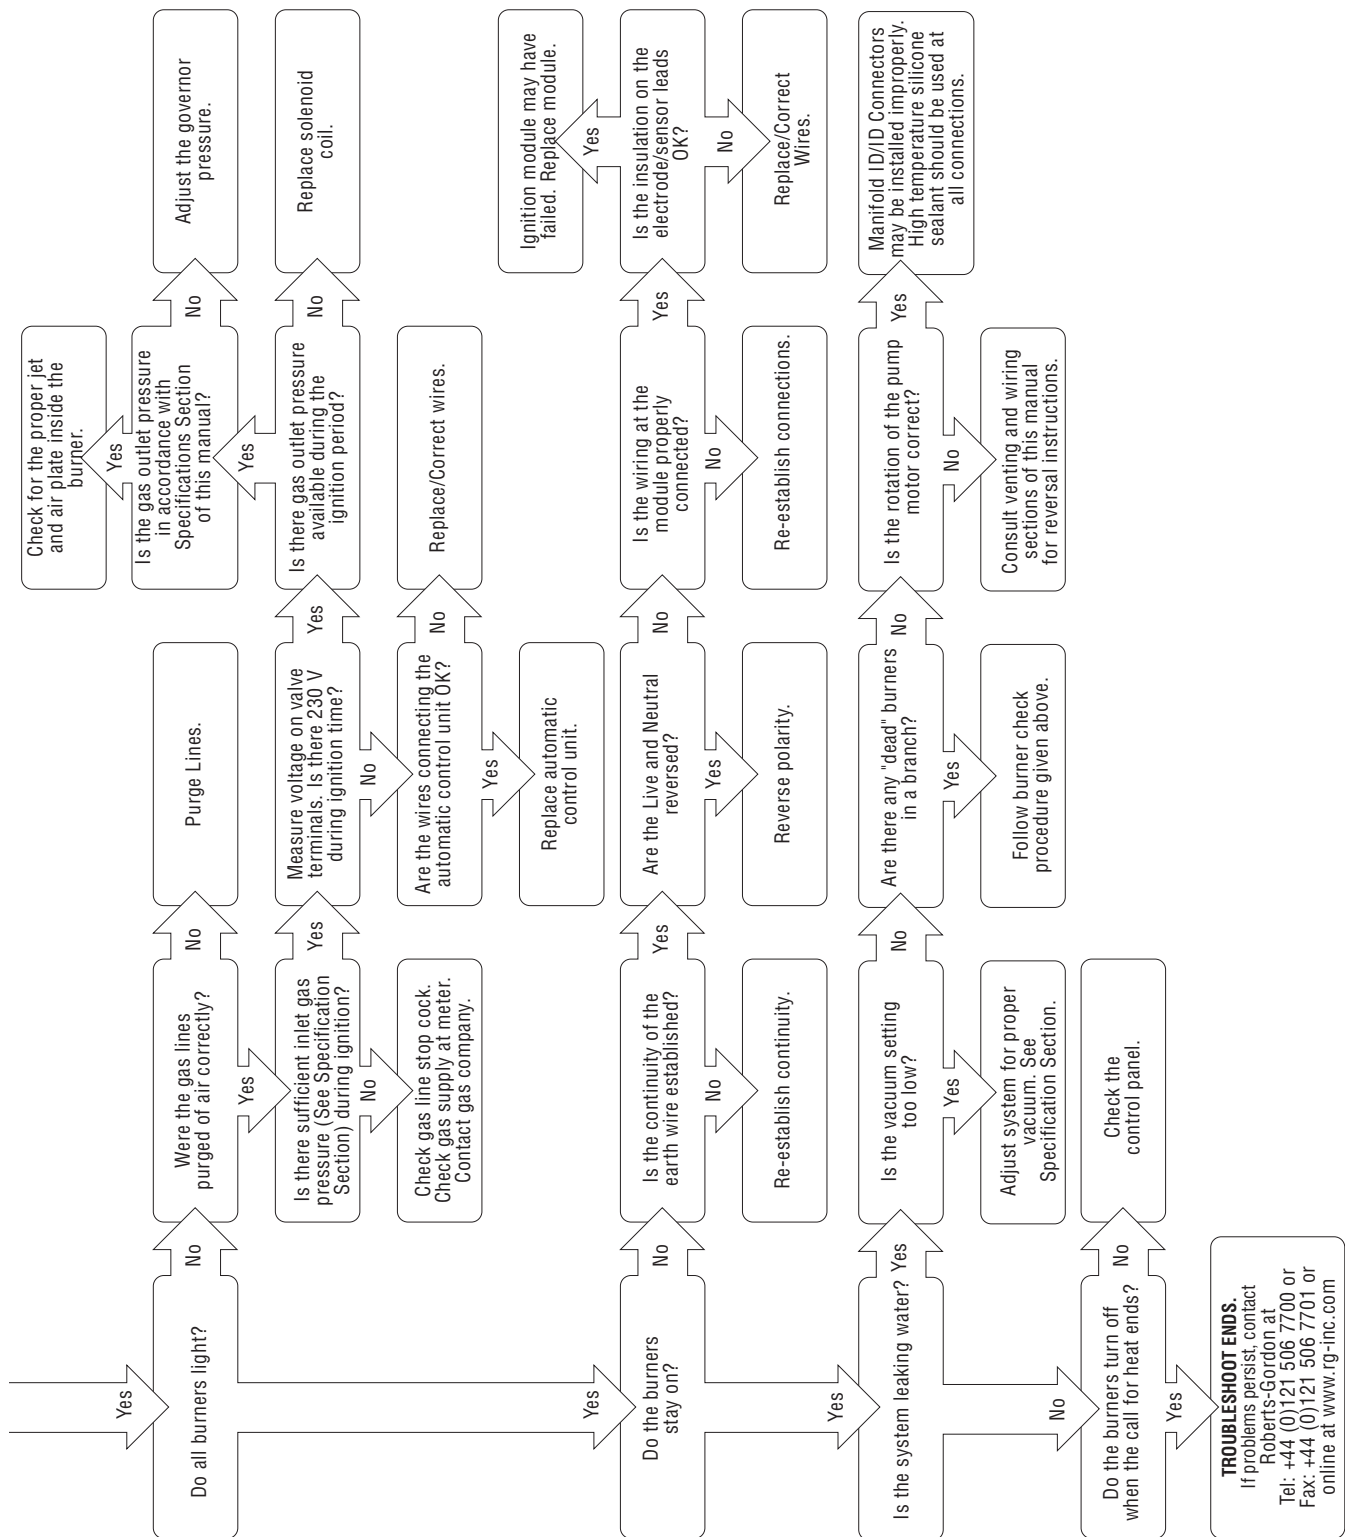 Yes
Do all burners light?
No
Were the gas lines
purged of air correctly?
No
Purge Lines.
Yes
Is there sufficient inlet gas
pressure (See Specification
Section) during ignition?
No
Check gas line stop cock.
Check gas supply at meter.
Contact gas company.
Yes
Measure voltage on valve
terminals. Is there 230 V
during ignition time?
No
Are the wires connecting the
automatic control unit OK?
No
Replace/Correct wires.
Yes
Replace automatic
control unit.
Yes
Is there gas outlet pressure
available during the
ignition period?
No
Replace solenoid
coil.
Yes
Is the gas outlet pressure
in accordance with
Specifications Section
of this manual?
No
Adjust the governor
pressure.
Yes
Check for the proper jet
and air plate inside the
burner.
Yes
Do the burners
stay on?
No
Is the continuity of the
earth wire established?
No
Re-establish continuity.
Yes
Are the Live and Neutral
reversed?
Yes
Reverse polarity.
No
Is the wiring at the
module properly
connected?
No
Re-establish connections.
Yes
Is the insulation on the
electrode/sensor leads
OK?
Yes
Ignition module may have
failed. Replace module.
No
Replace/Correct
Wires.
Yes
Is the system leaking water?
Yes
Is the vacuum setting
too low?
Yes
Adjust system for proper
vacuum. See
Specification Section.
No
Are there any "dead" burners
in a branch?
Yes
Follow burner check
procedure given above.
No
Is the rotation of the pump
motor correct?
No
Consult venting and wiring
sections of this manual
for reversal instructions.
Yes
Manifold ID/ID Connectors
may be installed improperly.
High temperature silicone
sealant should be used at
all connections.
No
Do the burners turn off
when the call for heat ends?
No
Check the
control panel.
Yes
TROUBLESHOOT ENDS.
If problems persist, contact
Roberts-Gordon at
Tel: +44 (0)121 506 7700 or
Fax: +44 (0)121 506 7701 or
online at www.rg-inc.com